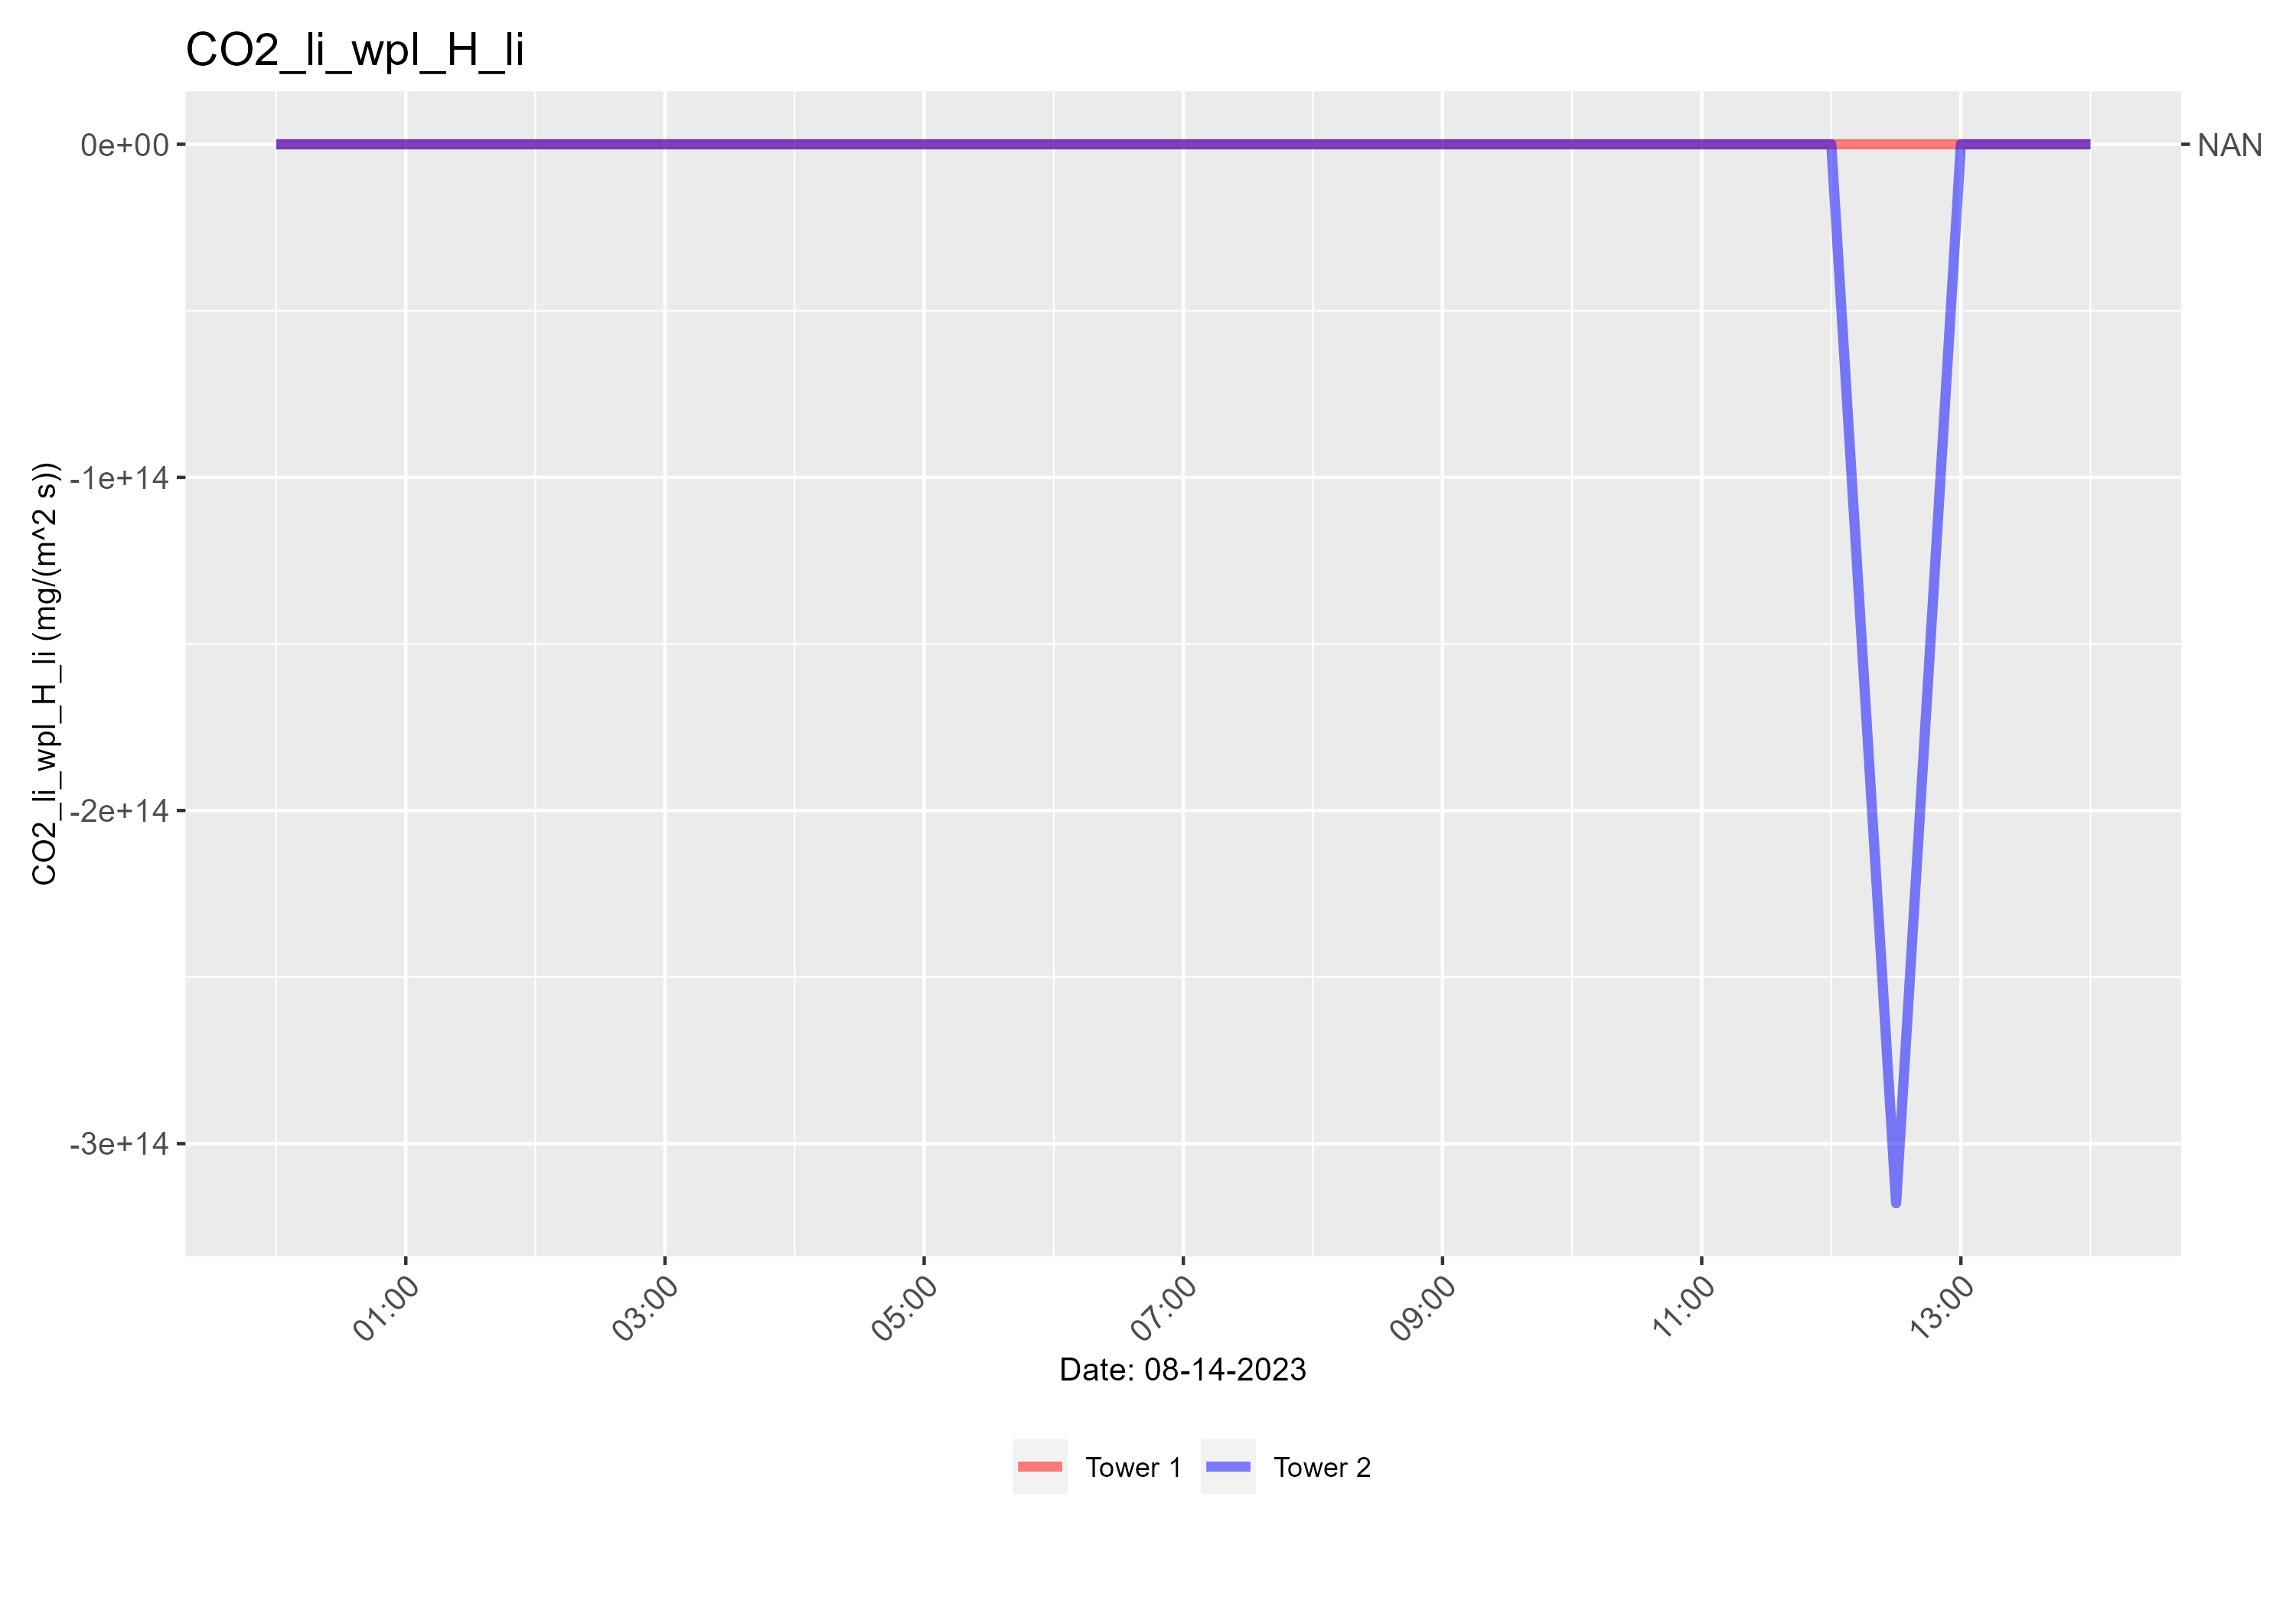 CO2_li_wpl_H_li
CO2_li_wpl_H_li (mg/(m^2 s))
0e+00
-1e+14
-2e+14
-3e+14
NAN
01:00
03:00
05:00
07:00
09:00
11:00
13:00
Date: 08-14-2023
Tower 1
Tower 2